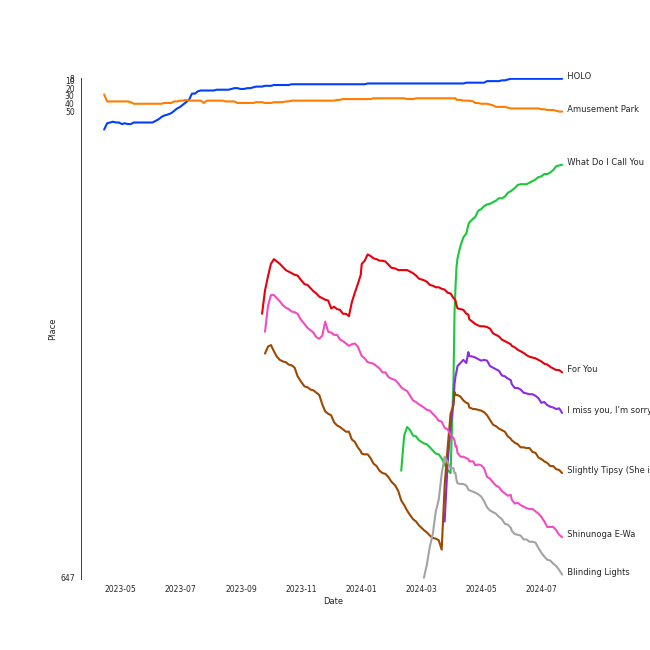 HOLO
10
20
30
40
50
Amusement Park
What Do I Call You
Place
For You
I miss you, I'm sorry
Slightly Tipsy (She i
Shinunoga E-Wa
Blinding Lights
647
2023-05 2023-07 2023-09 2023-11 2024-01 2024-03 2024-05 2024-07
Date